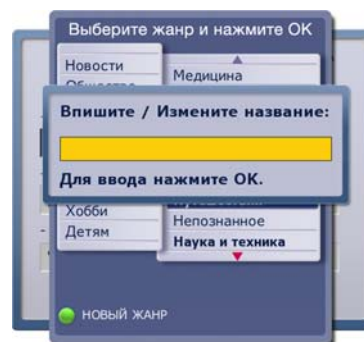 Выберите жанр и нажмите OK
Новости
Медицина
Впишите / Измените название:
Для ввода нажмите OK.
Хобби
Непознанное
Детям
Наука и техника
НОВЫЙ ЖАНР